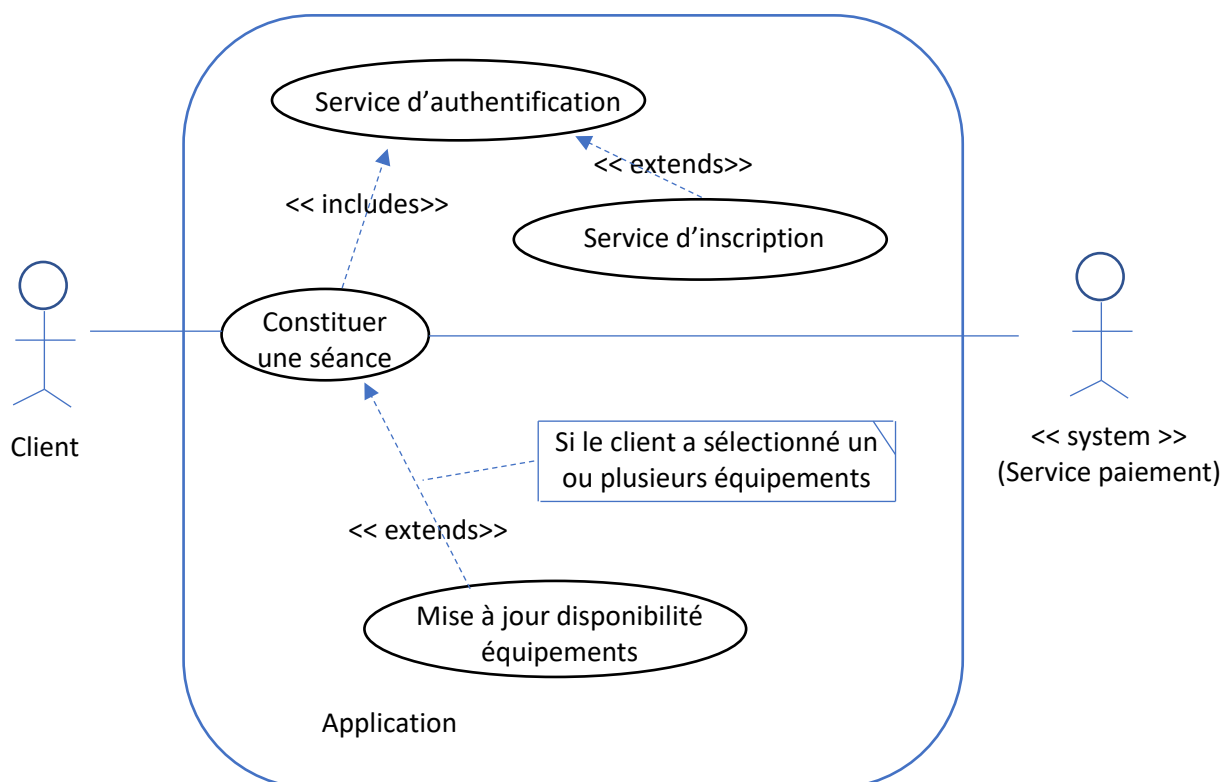 Service d’authentification
<< extends>>
<< includes>>
Service d’inscription
Constituer
une séance
Client
Si le client a sélectionné un
ou plusieurs équipements
<< system >>
(Service paiement)
<< extends>>
Mise à jour disponibilité
équipements
Application